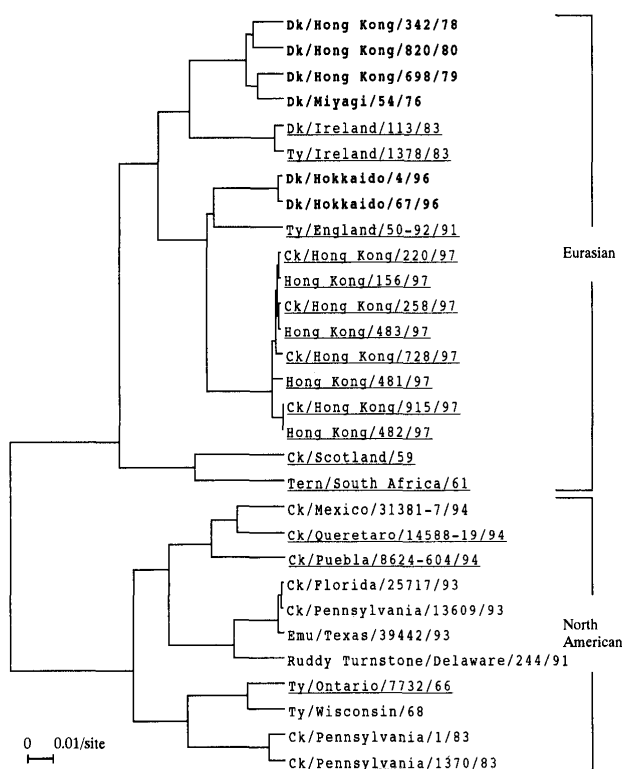 Dk/Hong Kong/342/78
Dk/Hong Kong/820/80
Dk/Hong Kong/698/79
Dk/Miyagi/54/76
Dk/Ireland/113/83
Ty/Ireland/1378/83
Dk/Hokkaido/4/96
Dk/Hokkaido/67/96
Ty/England/50-92/91
Ck/Hong Kong/220/97
Hong Kong/156/97
Ck/Hong Kong/258/97
Hong Kong/483/97
Ck/Hong Kong/728/97
Hong Kong/481/97
Ck/Hong Kong/915/97
Hong Kong/482/97
Ck/Scotland/59
Tern/South Africa/61
Eurasian
Ck/Mexico/31381-7/94
Ck/Queretaro/14588-19/94
Ck/Puebla/8624-604/94
Ck/Florida/25717/93
Ck/Pennsylvania/13609/93
Emu/Texas/39442/93
Ruddy Turnstone/Delaware/244/91
Ty/Ontario/7732/66
Ty/Wisconsin/68
Ck/Pennsylvania/1/83
Ck/Pennsylvania/1370/83
North
American
0 0.01/site